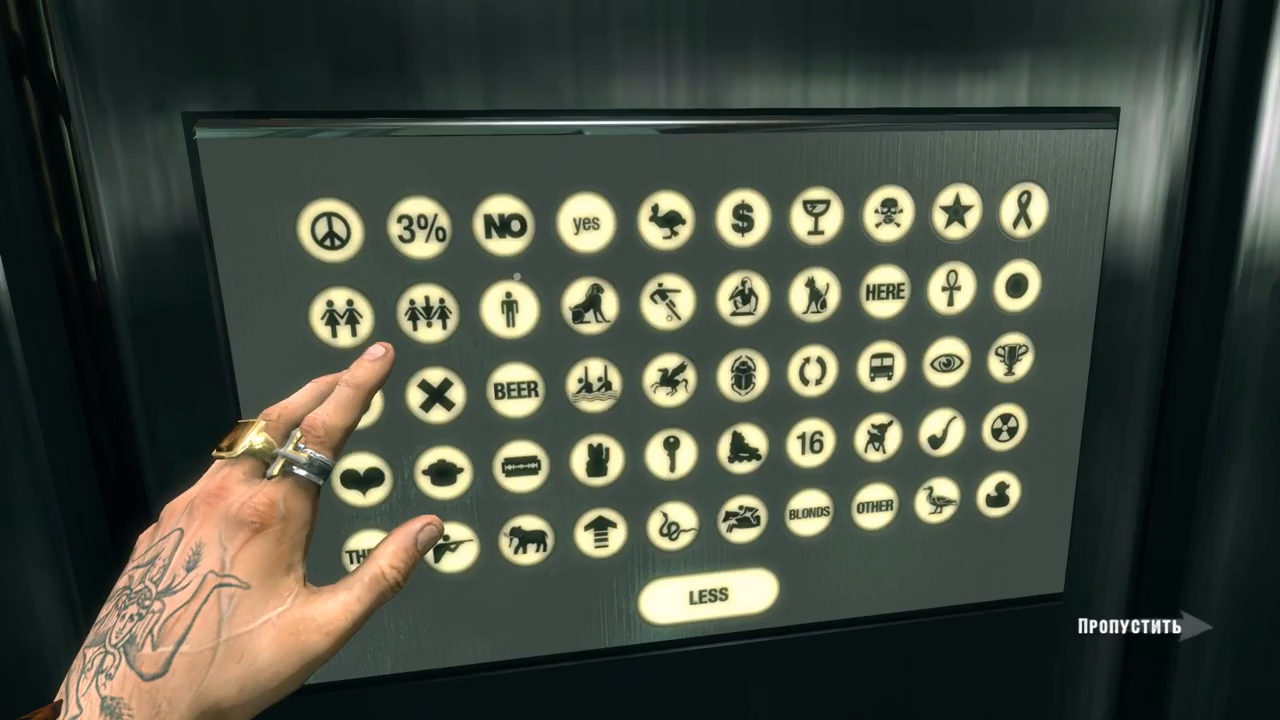 3% NO yes $
HERE
BEER
16
BLONDS OTHER
LESS
Пропустить